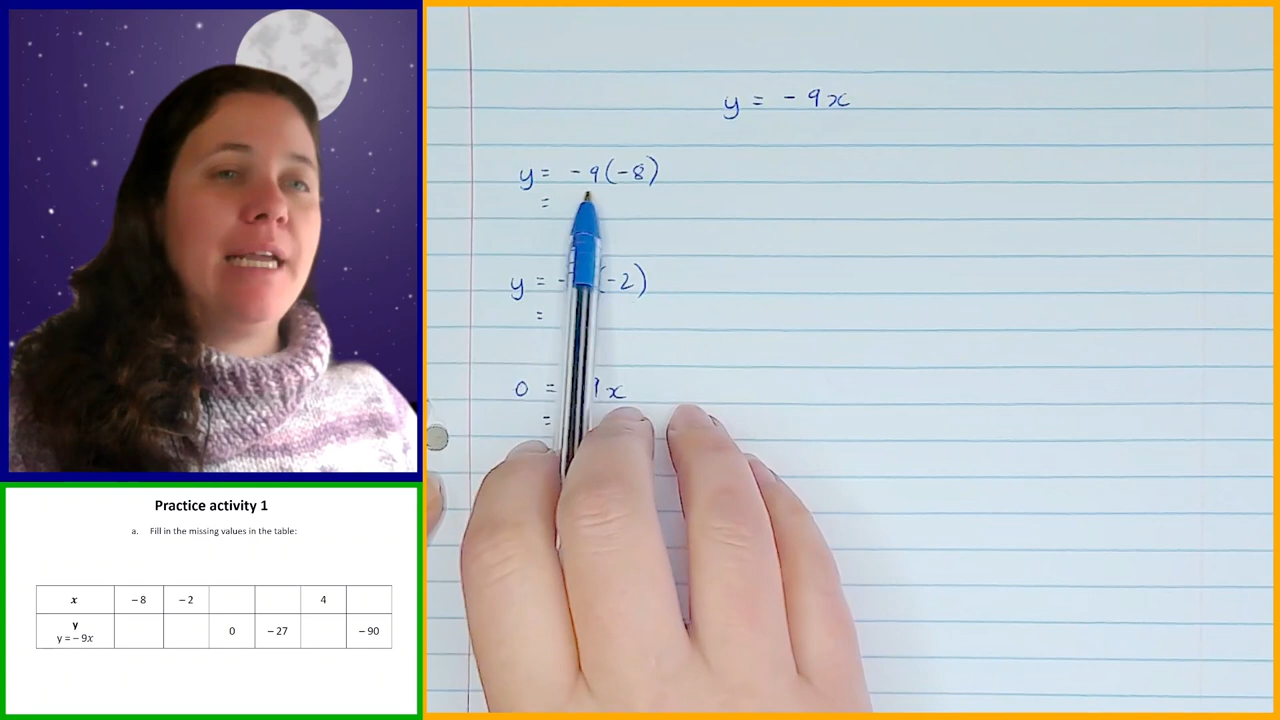 y = - 9x
y = - 9(-8)
=
y = - (-2)
=
0 = x
=
Practice activity 1
a. Fill in the missing values in the table:
x – 8 – 2 4
y 0 – 27 – 90
y = – 9x